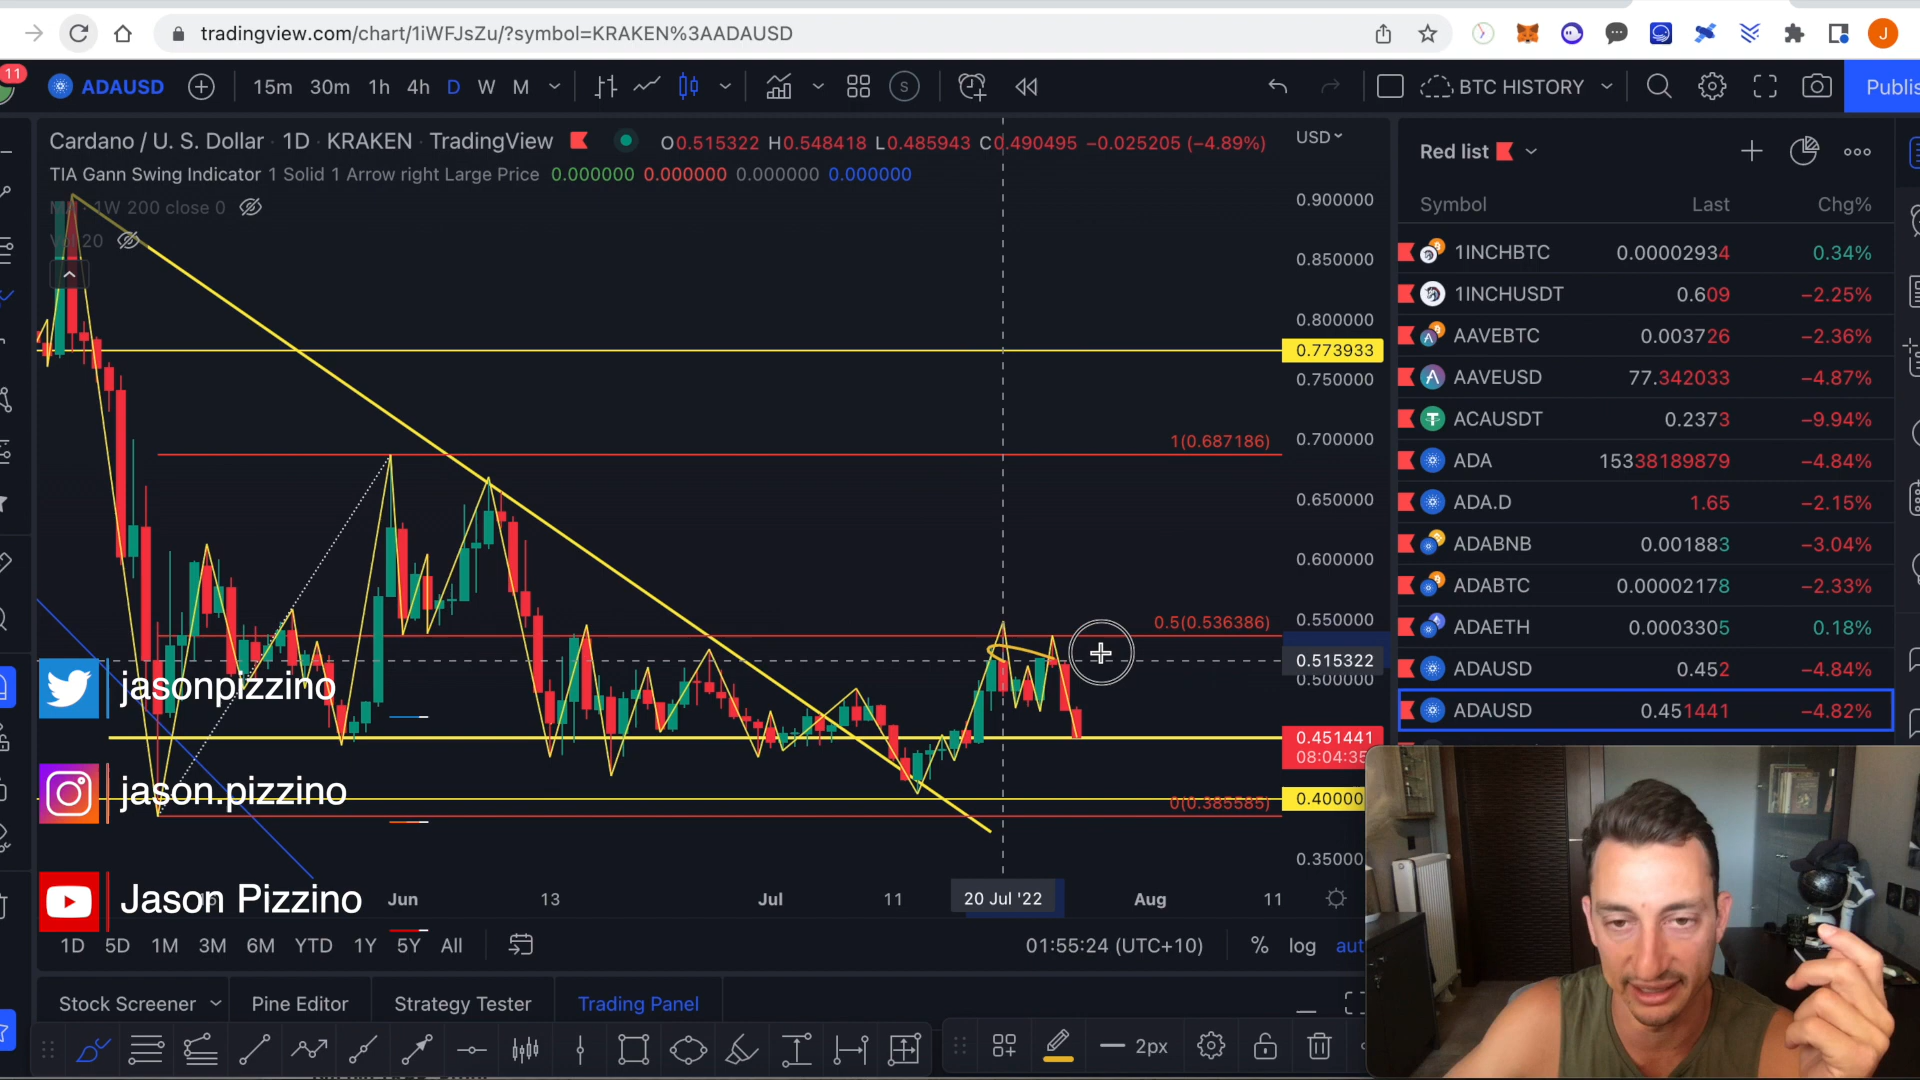 tradingview.com/chart/1iWFJsZu/?symbol=KRAKEN%3AADAUSD
J
11
ADAUSD
15m 30m 1h 4h D W M
S
BTC HISTORY
Publis
Cardano / U. S. Dollar · 1D · KRAKEN · TradingView
O0.515322 H0.548418 L0.485943 C0.490495 −0.025205 (−4.89%)
USD
TIA Gann Swing Indicator 1 Solid 1 Arrow right Large Price 0.000000 0.000000 0.000000 0.000000
1W 200 close 0
20
0.900000
0.850000
0.800000
0.773933
0.750000
0.700000
1(0.687186)
0.650000
0.600000
0.550000
0.5(0.536386)
0.515322
0.500000
0.451441
08:04:35
0.40000
0(0.385585)
0.35000
jasonpizzino
jason.pizzino
Jason Pizzino
Jun 13 Jul 11 20 Jul '22 Aug 11
1D 5D 1M 3M 6M YTD 1Y 5Y All
01:55:24 (UTC+10) % log aut
Stock Screener Pine Editor Strategy Tester Trading Panel
2px
Red list
Symbol Last Chg%
1INCHBTC 0.00002934 0.34%
1INCHUSDT 0.609 −2.25%
AAVEBTC 0.003726 −2.36%
AAVEUSD 77.342033 −4.87%
ACAUSDT 0.2373 −9.94%
ADA 15338189879 −4.84%
ADA.D 1.65 −2.15%
ADABNB 0.001883 −3.04%
ADABTC 0.00002178 −2.33%
ADAETH 0.0003305 0.18%
ADAUSD 0.452 −4.84%
ADAUSD 0.451441 −4.82%